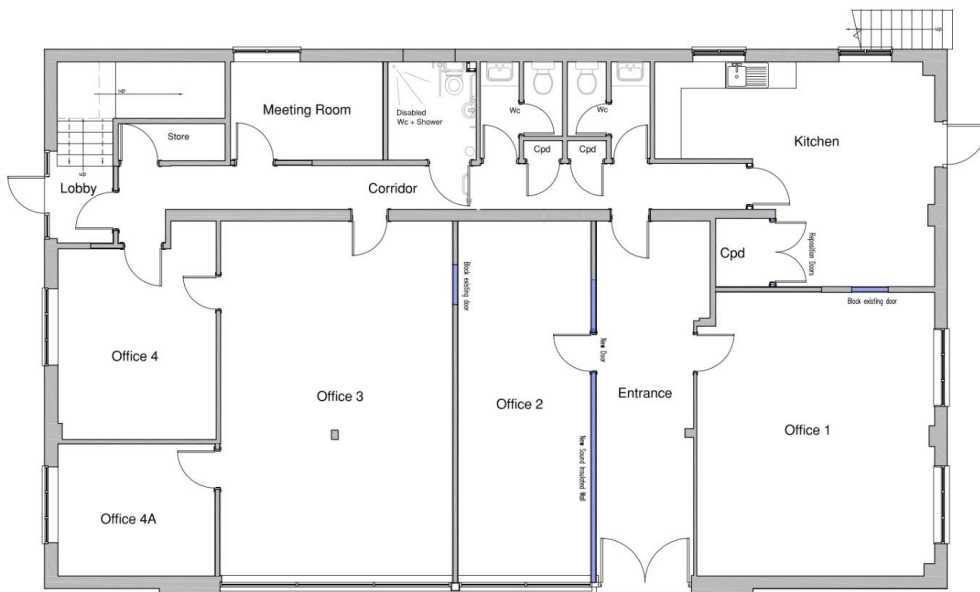 up
up
Meeting Room
Store
Disabled
Wc + Shower
Wc
Wc
Cpd
Cpd
Kitchen
up
up
Lobby
Corridor
Cpd
Reposition Doors
Block existing door
Block existing door
New Door
Office 4
Office 3
Office 2
Entrance
Office 1
New Sound Insulated Wall
Office 4A